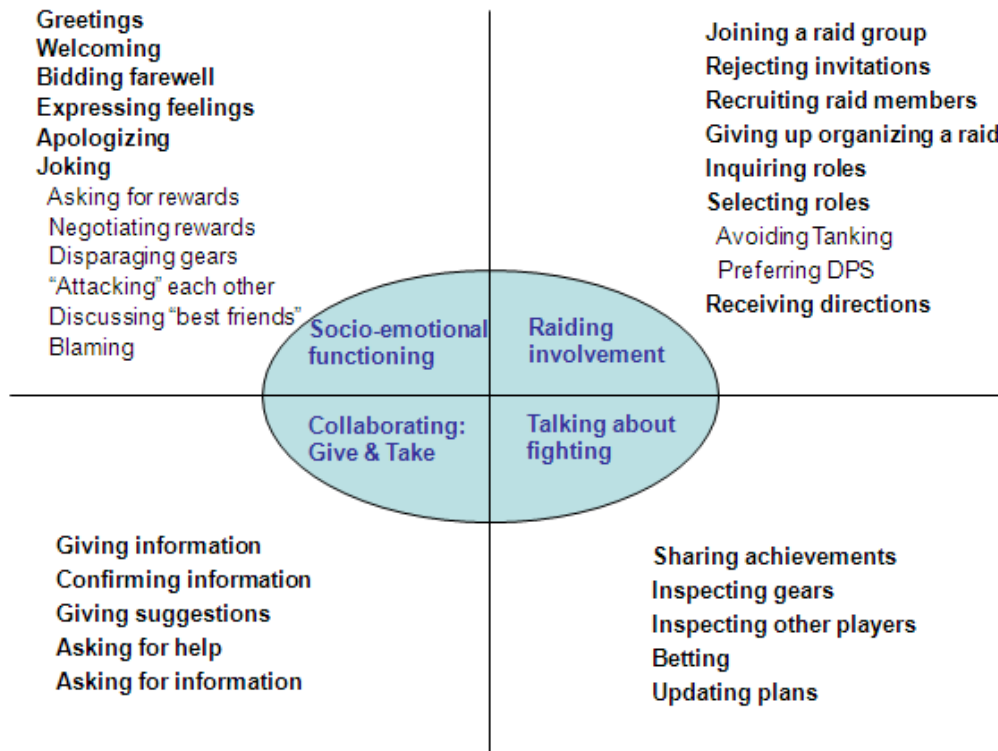 Greetings
Welcoming
Bidding farewell
Expressing feelings
Apologizing
Joking
Asking for rewards
Negotiating rewards
Disparaging gears
“Attacking” each other
Discussing “best friends”
Blaming
Joining a raid group
Rejecting invitations
Recruiting raid members
Giving up organizing a raid
Inquiring roles
Selecting roles
Avoiding Tanking
Preferring DPS
Receiving directions
Socio-emotional
functioning
Raiding
involvement
Collaborating:
Give & Take
Talking about
fighting
Giving information
Confirming information
Giving suggestions
Asking for help
Asking for information
Sharing achievements
Inspecting gears
Inspecting other players
Betting
Updating plans